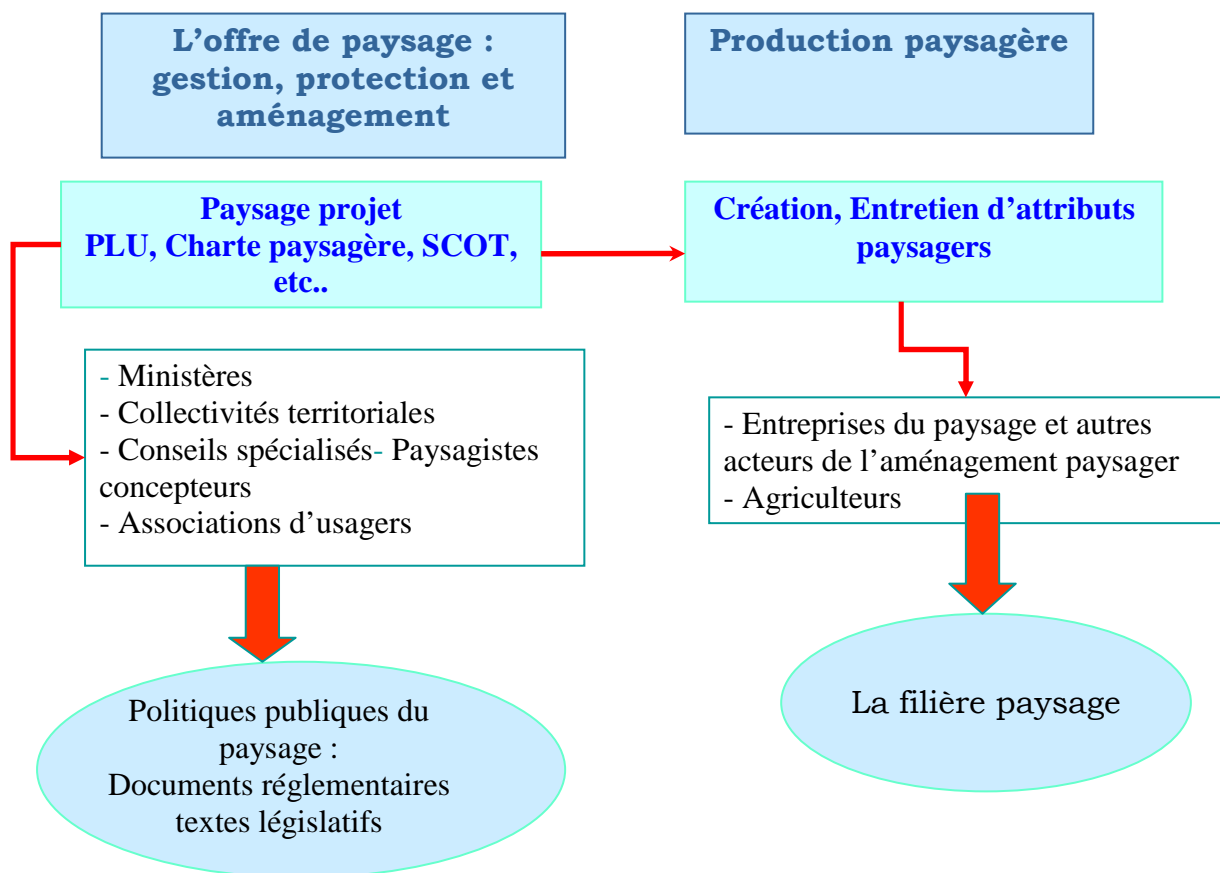 L'offre de paysage :
gestion, protection et
aménagement
Production paysagère
Paysage projet
PLU, Charte paysagère, SCOT,
etc..
Création, Entretien d'attributs
paysagers
- Ministères
- Collectivités territoriales
- Conseils spécialisés- Paysagistes
concepteurs
- Associations d'usagers
- Entreprises du paysage et autres
acteurs de l'aménagement paysager
- Agriculteurs
Politiques publiques du
paysage :
Documents réglementaires
textes législatifs
La filière paysage